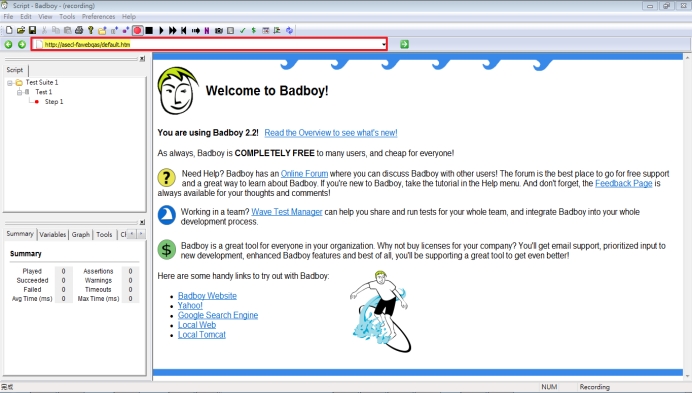 Script - Badboy - (recording)
File Edit View Tools Preferences Help
http://asecl-fawebqas/default.htm
Script
Test Suite 1
Test 1
Step 1
Summary Variables Graph Tools
Summary
Played 0 Assertions 0
Succeeded 0 Warnings 0
Failed 0 Timeouts 0
Avg Time (ms) 0 Max Time (ms) 0
Welcome to Badboy!
You are using Badboy 2.2! Read the Overview to see what's new!
As always, Badboy is COMPLETELY FREE to many users, and cheap for everyone!
Need Help? Badboy has an Online Forum where you can discuss Badboy with other users! The forum is the best place to go for free support
and a great way to learn about Badboy. If you're new to Badboy, take the tutorial in the Help menu. And don't forget, the Feedback Page is
always available for your thoughts and comments!
Working in a team? Wave Test Manager can help you share and run tests for your whole team, and integrate Badboy into your whole
development process.
Badboy is a great tool for everyone in your organization. Why not buy licenses for your company? You'll get email support, prioritized input to
new development, enhanced Badboy features and best of all, you'll be supporting a great tool to get even better!
Here are some handy links to try out with Badboy:
Badboy Website
Yahoo!
Google Search Engine
Local Web
Local Tomcat
完成 NUM Recording